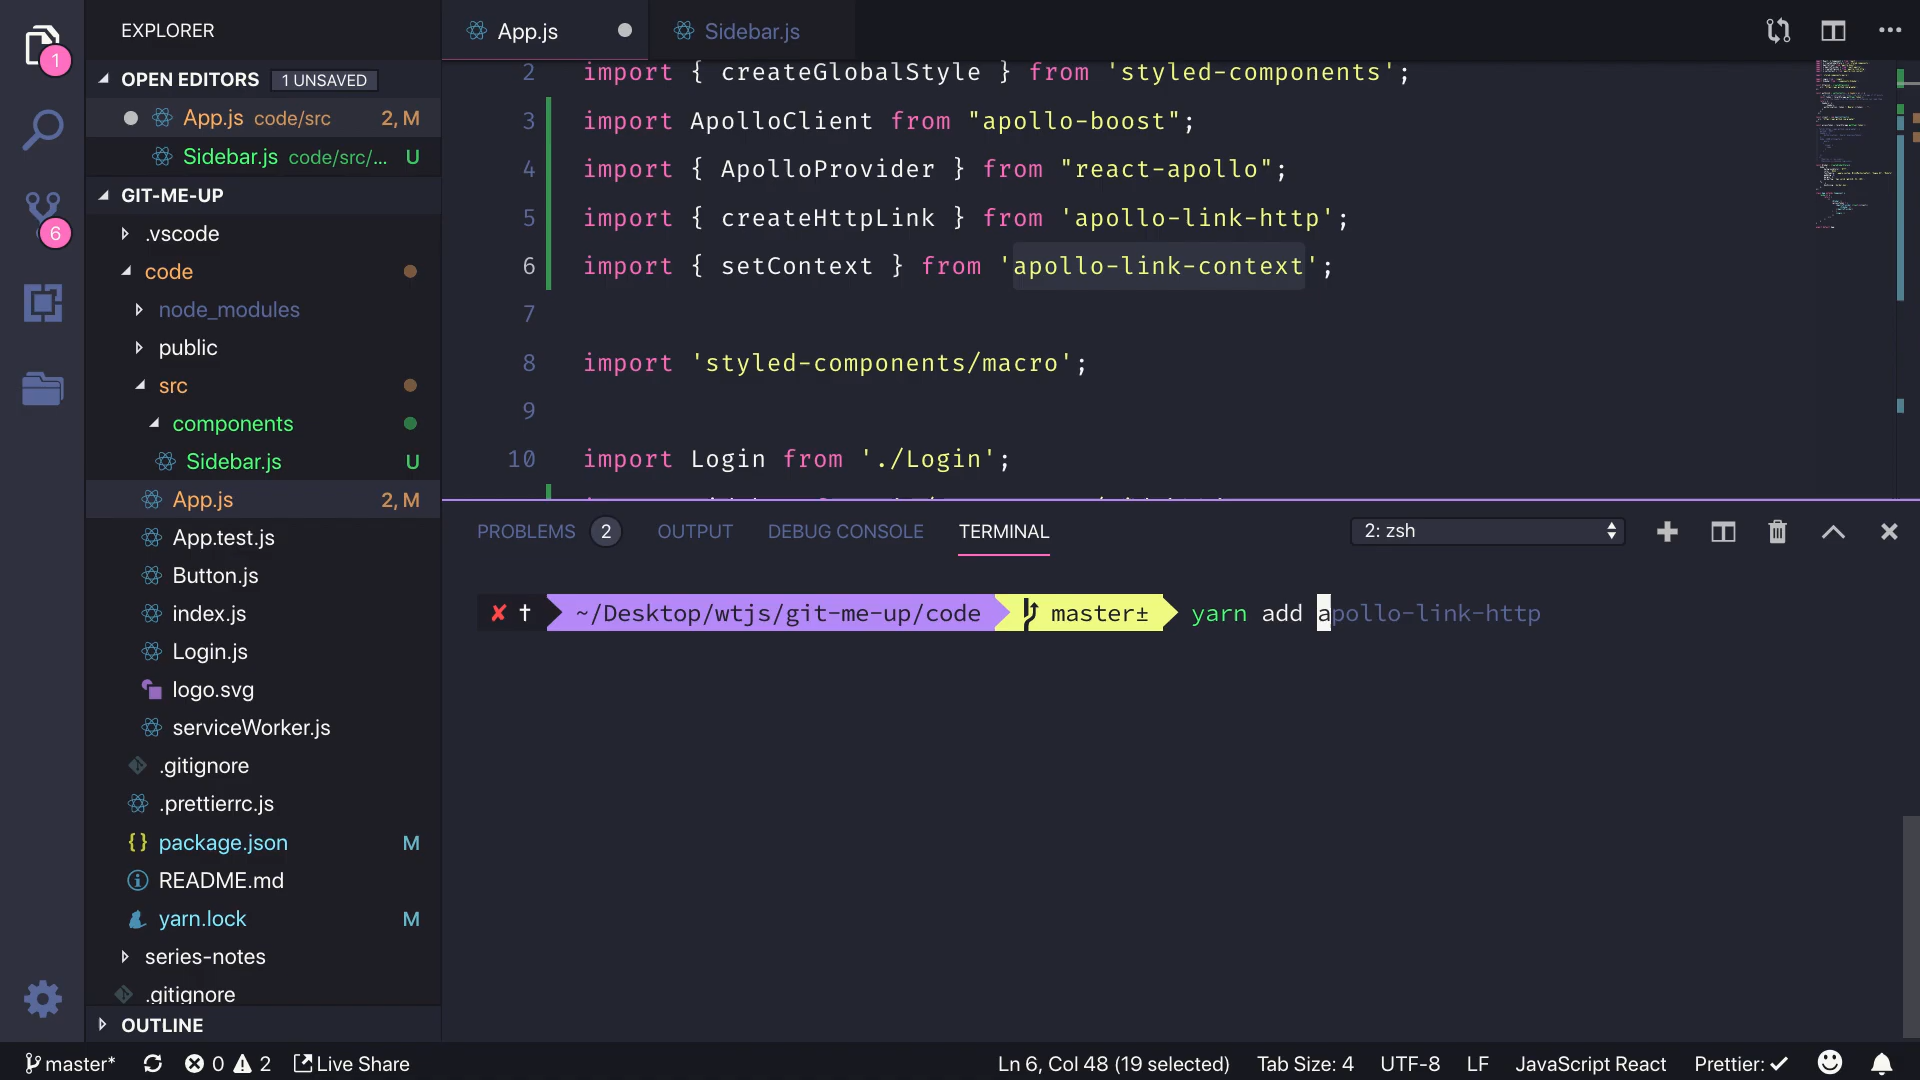 EXPLORER
1
OPEN EDITORS 1 UNSAVED
App.js code/src 2, M
Sidebar.js code/src/... U
GIT-ME-UP
6
.vscode
code
node_modules
public
src
components
Sidebar.js U
App.js 2, M
App.test.js
Button.js
index.js
Login.js
logo.svg
serviceWorker.js
.gitignore
.prettierrc.js
{} package.json M
README.md
yarn.lock M
series-notes
.gitignore
OUTLINE
App.js
Sidebar.js
2 import { createGlobalStyle } from 'styled-components';
3 import ApolloClient from "apollo-boost";
4 import { ApolloProvider } from "react-apollo";
5 import { createHttpLink } from 'apollo-link-http';
6 import { setContext } from 'apollo-link-context';
7
8 import 'styled-components/macro';
9
10 import Login from './Login';
PROBLEMS 2 OUTPUT DEBUG CONSOLE TERMINAL 2: zsh
✘ † ~/Desktop/wtjs/git-me-up/code master± yarn add apollo-link-http
master* 0 2 Live Share Ln 6, Col 48 (19 selected) Tab Size: 4 UTF-8 LF JavaScript React Prettier: ✓